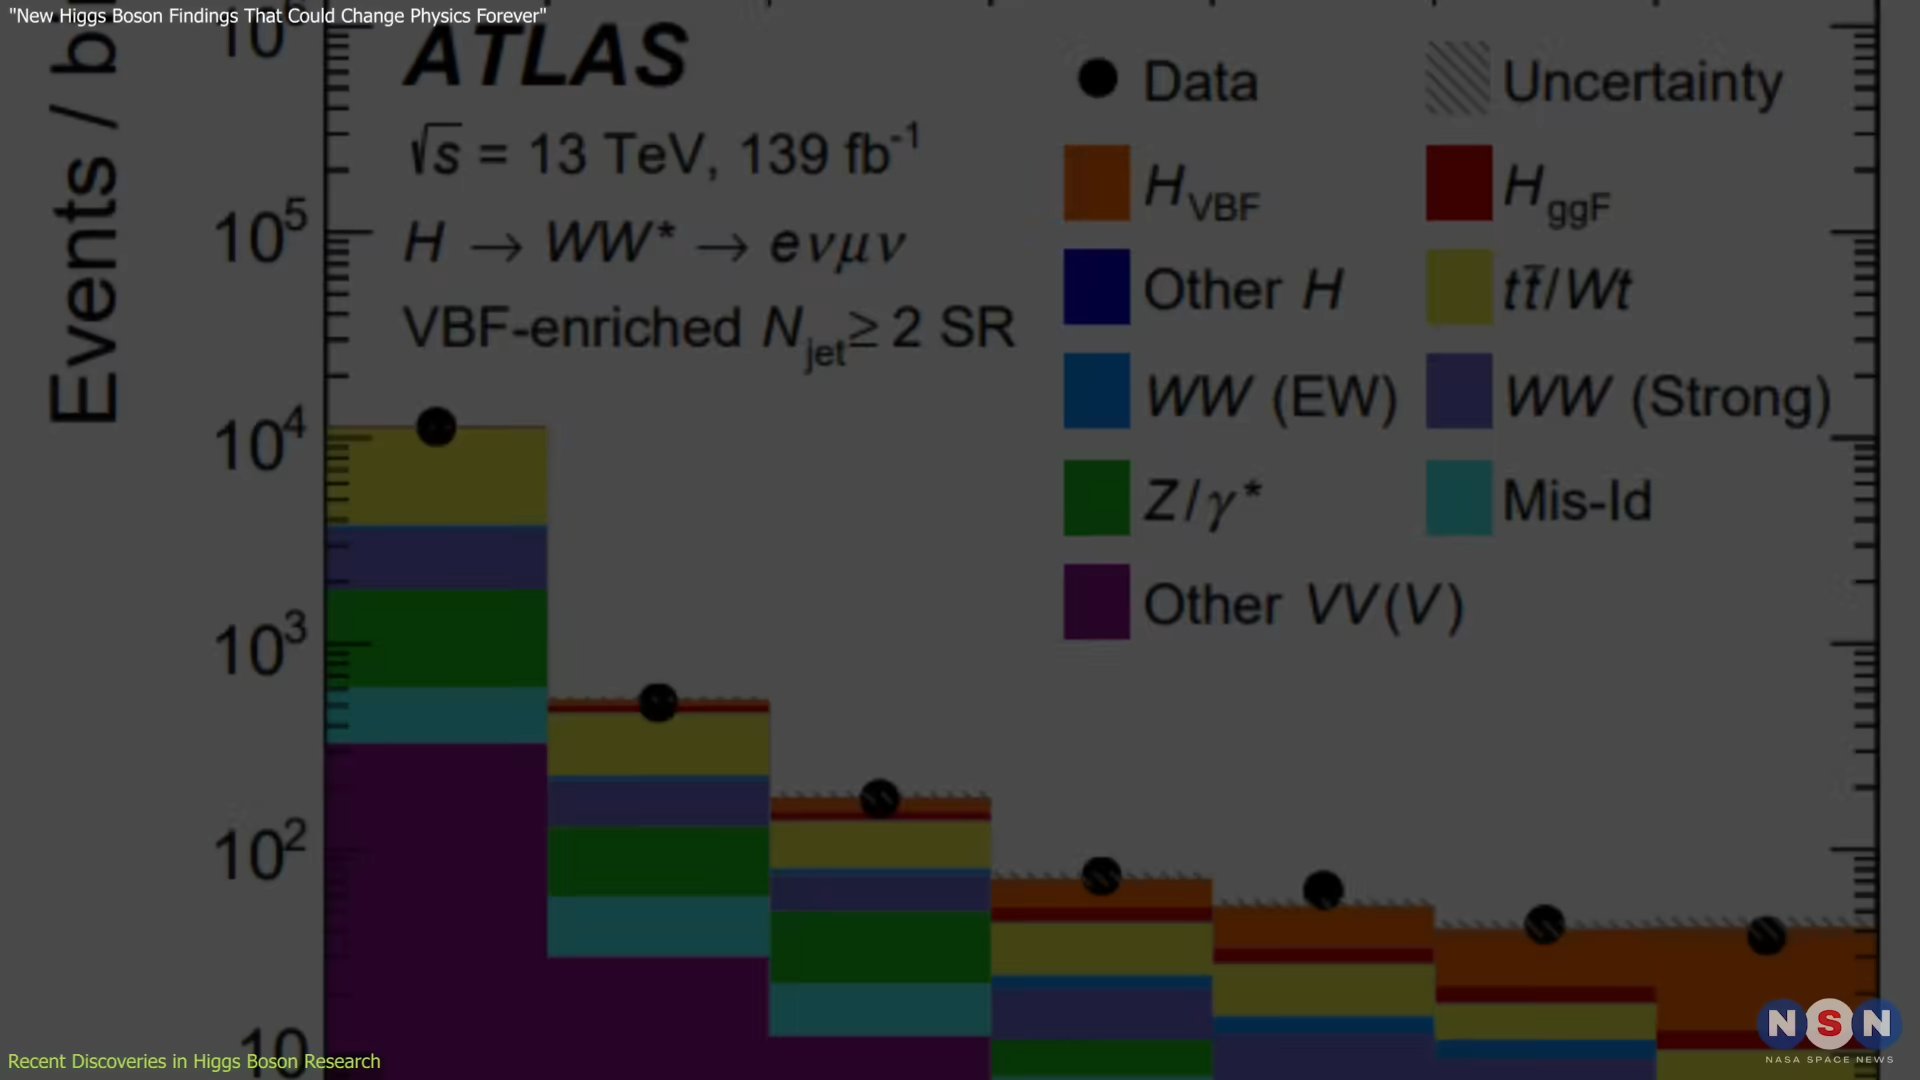 "New Higgs Boson Findings That Could Change Physics Forever"
ATLAS
√s = 13 TeV, 139 fb⁻¹
H → WW* → eνμν
VBF-enriched N_jet ≥ 2 SR
Data
Uncertainty
H_VBF
H_ggF
Other H
tt̄/Wt
WW (EW)
WW (Strong)
Z/γ*
Mis-Id
Other VV(V)
Events /
10⁵
10⁴
10³
10²
10
NSN
NASA SPACE NEWS
Recent Discoveries in Higgs Boson Research